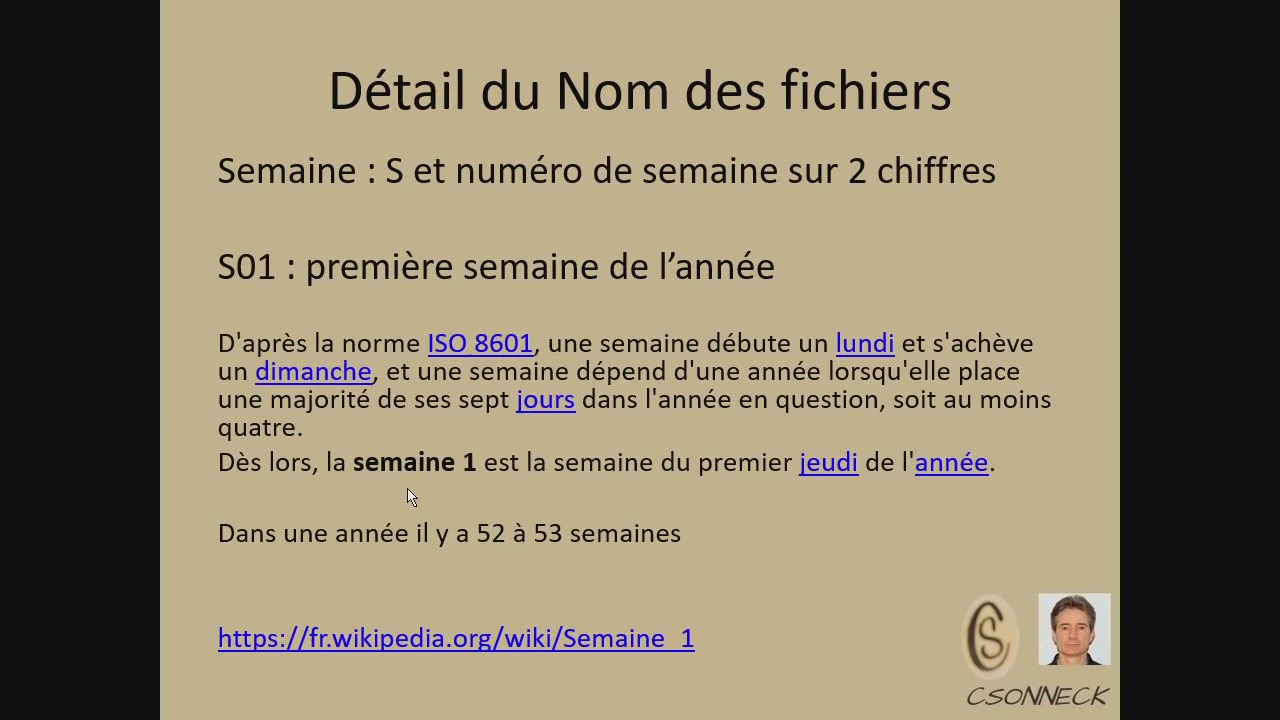 Détail du Nom des fichiers
Semaine : S et numéro de semaine sur 2 chiffres
S01 : première semaine de l’année
D'après la norme ISO 8601, une semaine débute un lundi et s'achève
un dimanche, et une semaine dépend d'une année lorsqu'elle place
une majorité de ses sept jours dans l'année en question, soit au moins
quatre.
Dès lors, la semaine 1 est la semaine du premier jeudi de l'année.
Dans une année il y a 52 à 53 semaines
https://fr.wikipedia.org/wiki/Semaine_1
CSONNECK